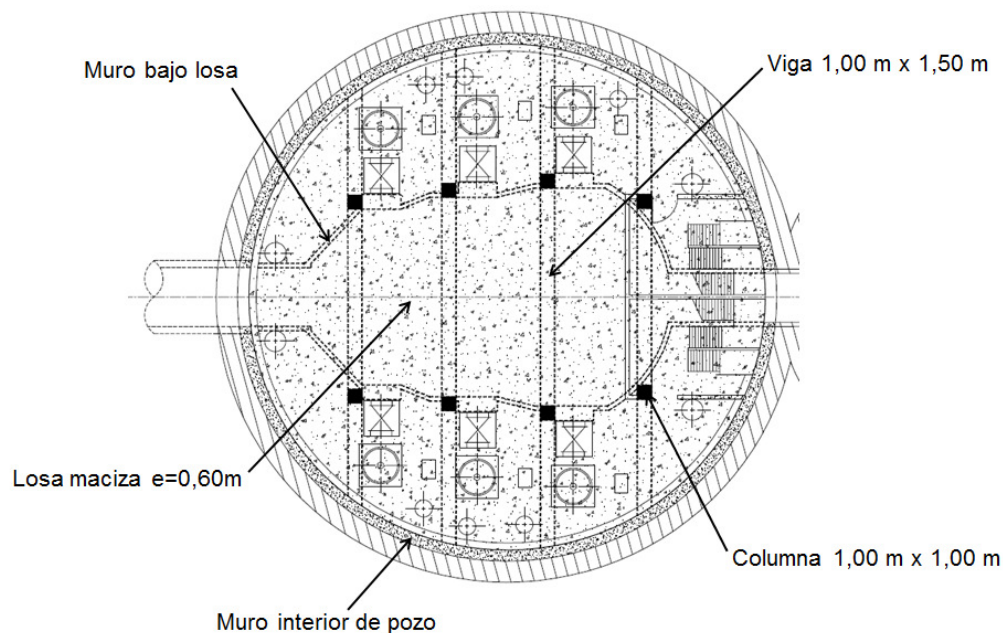 Muro bajo losa
Viga 1,00 m x 1,50 m
Losa maciza e=0,60m
Columna 1,00 m x 1,00 m
Muro interior de pozo